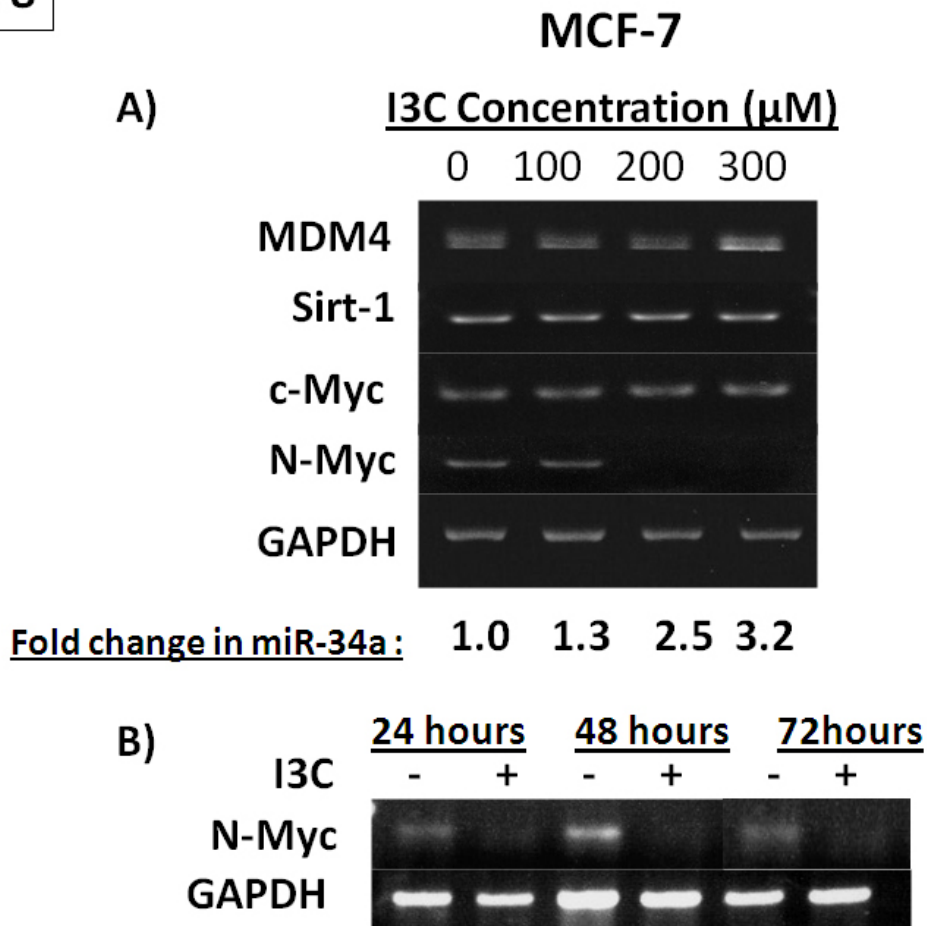 MCF-7
A) I3C Concentration (µM)
0 100 200 300
MDM4
Sirt-1
c-Myc
N-Myc
GAPDH
Fold change in miR-34a : 1.0 1.3 2.5 3.2
B) 24 hours 48 hours 72hours
I3C - + - + - +
N-Myc
GAPDH